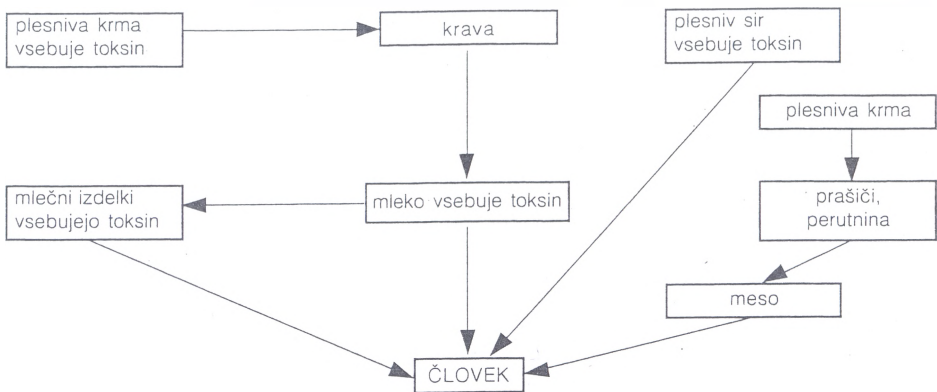 plesniva krma
vsebuje toksin
krava
plesniv sir
vsebuje toksin
plesniva krma
mlečni izdelki
vsebujejo toksin
mleko vsebuje toksin
prašiči,
perutnina
meso
ČLOVEK